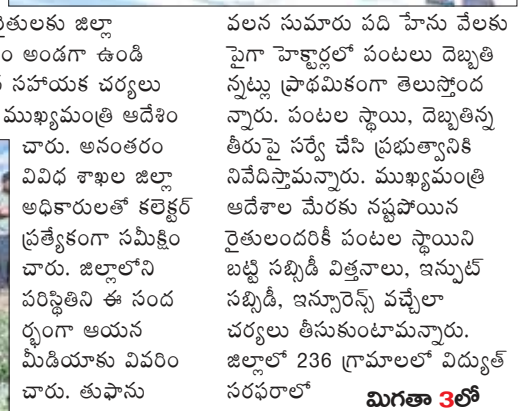 రైతులకు జిల్లా
అండగా ఉండి
సహాయక చర్యలు
ముఖ్యమంత్రి ఆదేశిం
చారు. అనంతరం
వివిధ శాఖల జిల్లా
అధికారులతో కలెక్టర్
ప్రత్యేకంగా సమీక్షిం
చారు. జిల్లాలోని
పరిస్థితిని ఈ సంద
ర్భంగా ఆయన
మీడియాకు వివరిం
చారు. తుఫాను
వలన సుమారు పది హేను వేలకు
పైగా హెక్టార్లలో పంటలు దెబ్బతి
న్నట్లు ప్రాథమికంగా తెలుస్తోంద
న్నారు. పంటల స్థాయి, దెబ్బతిన్న
తీరుపై సర్వే చేసి ప్రభుత్వానికి
నివేదిస్తామన్నారు. ముఖ్యమంత్రి
ఆదేశాల మేరకు నష్టపోయిన
రైతులందరికీ పంటల స్థాయిని
బట్టి సబ్సిడీ విత్తనాలు, ఇన్పుట్
సబ్సిడీ, ఇన్సూరెన్స్ వచ్చేలా
చర్యలు తీసుకుంటామన్నారు.
జిల్లాలో 236 గ్రామాలలో విద్యుత్
సరఫరాలో
మిగతా 3లో